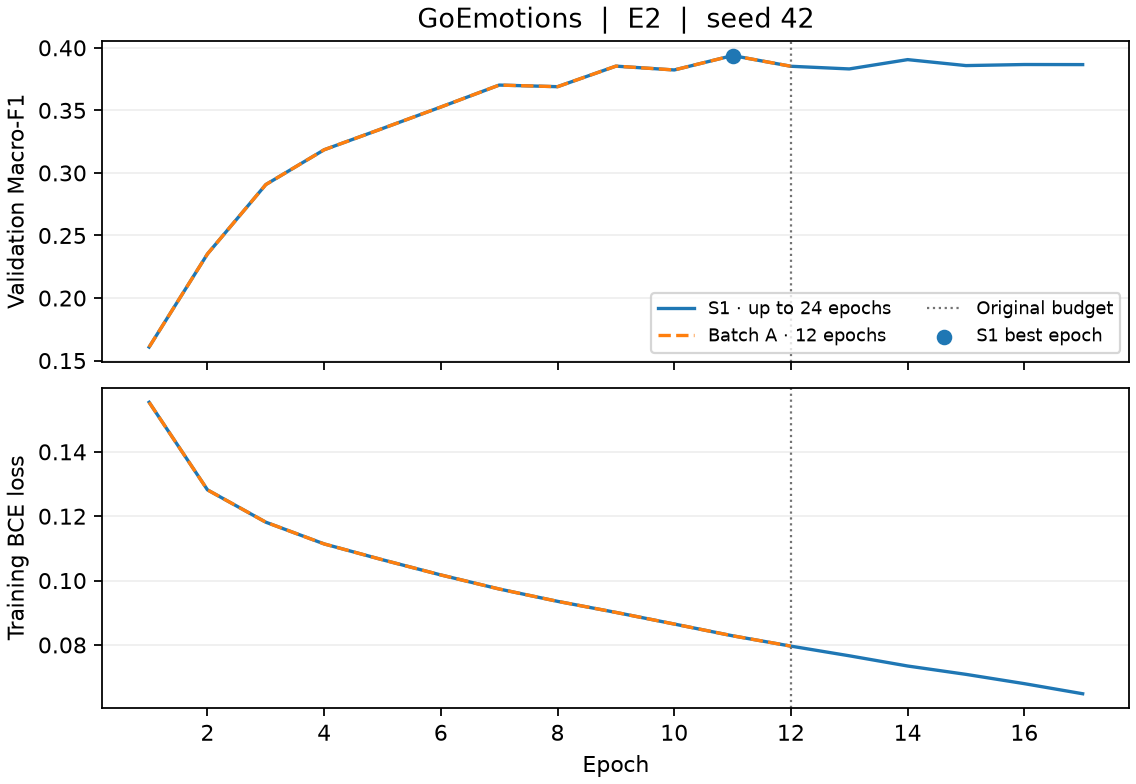 GoEmotions | E2 | seed 42
0.40
0.35
0.30
0.25
0.20
0.15
Validation Macro-F1
S1 · up to 24 epochs
Batch A · 12 epochs
Original budget
S1 best epoch
0.14
0.12
0.10
0.08
Training BCE loss
2 4 6 8 10 12 14 16
Epoch